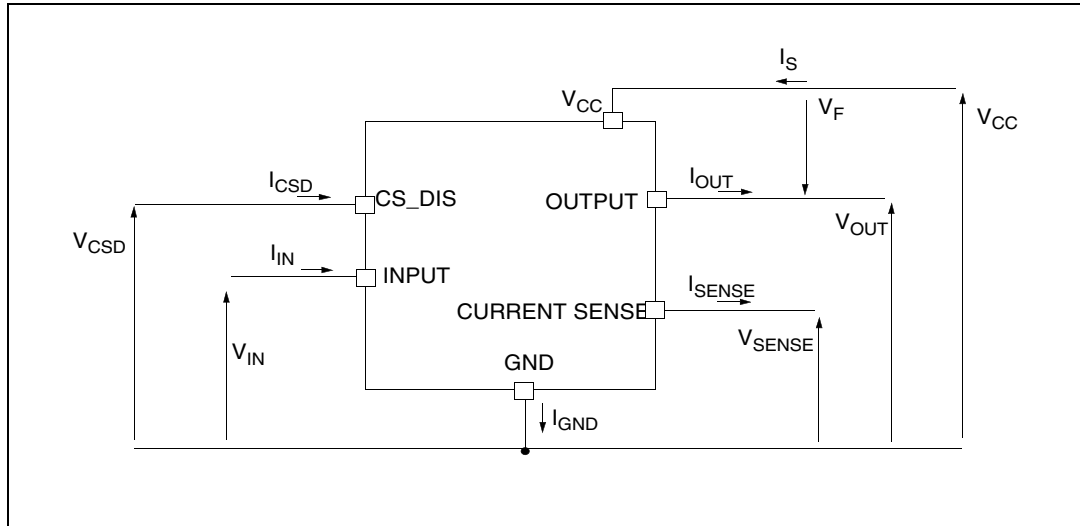 I_S
V_CC
V_F
V_CC
I_CSD
CS_DIS
I_OUT
OUTPUT
V_OUT
V_CSD
I_IN
INPUT
I_SENSE
CURRENT SENSE
V_SENSE
V_IN
GND
I_GND